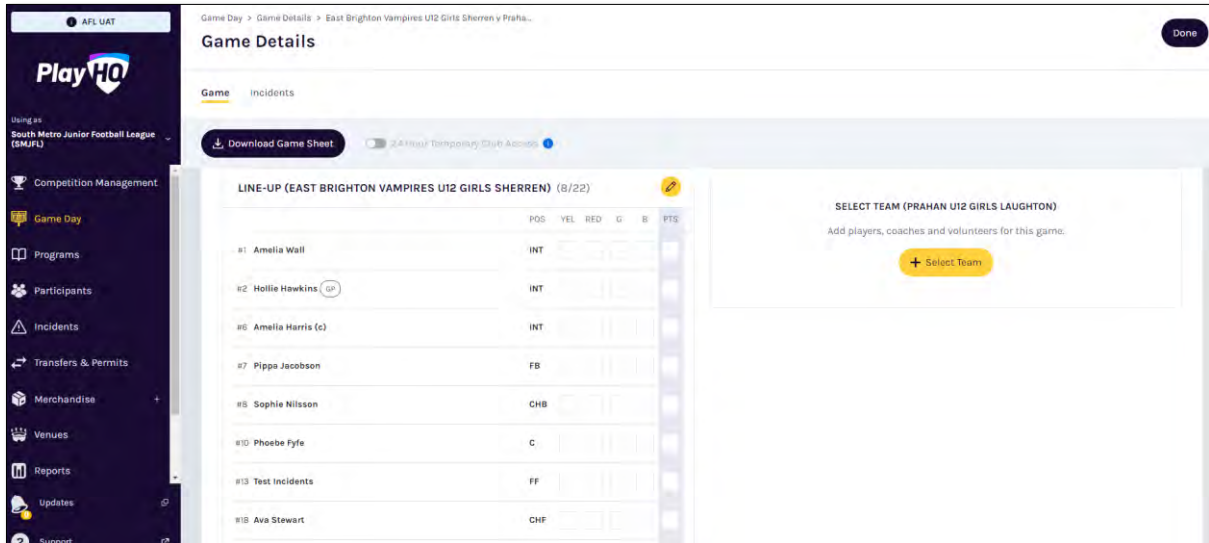 AFL UAT
PlayHQ
Using as
South Metro Junior Football League
(SMJFL)
Competition Management
Game Day
Programs
Participants
Incidents
Transfers & Permits
Merchandise +
Venues
Reports
Updates
Support
Game Day > Game Details > East Brighton Vampires U12 Girls Sherren v Praha...
Game Details
Done
Game Incidents
Download Game Sheet 24 Hour Temporary Club Access
LINE-UP (EAST BRIGHTON VAMPIRES U12 GIRLS SHERREN) (8/22)
POS YEL RED G B PTS
#1 Amelia Wall INT
#2 Hollie Hawkins GP INT
#6 Amelia Harris (c) INT
#7 Pippa Jacobson FB
#8 Sophie Nilsson CHB
#10 Phoebe Fyfe C
#13 Test Incidents FF
#18 Ava Stewart CHF
SELECT TEAM (PRAHAN U12 GIRLS LAUGHTON)
Add players, coaches and volunteers for this game.
+ Select Team